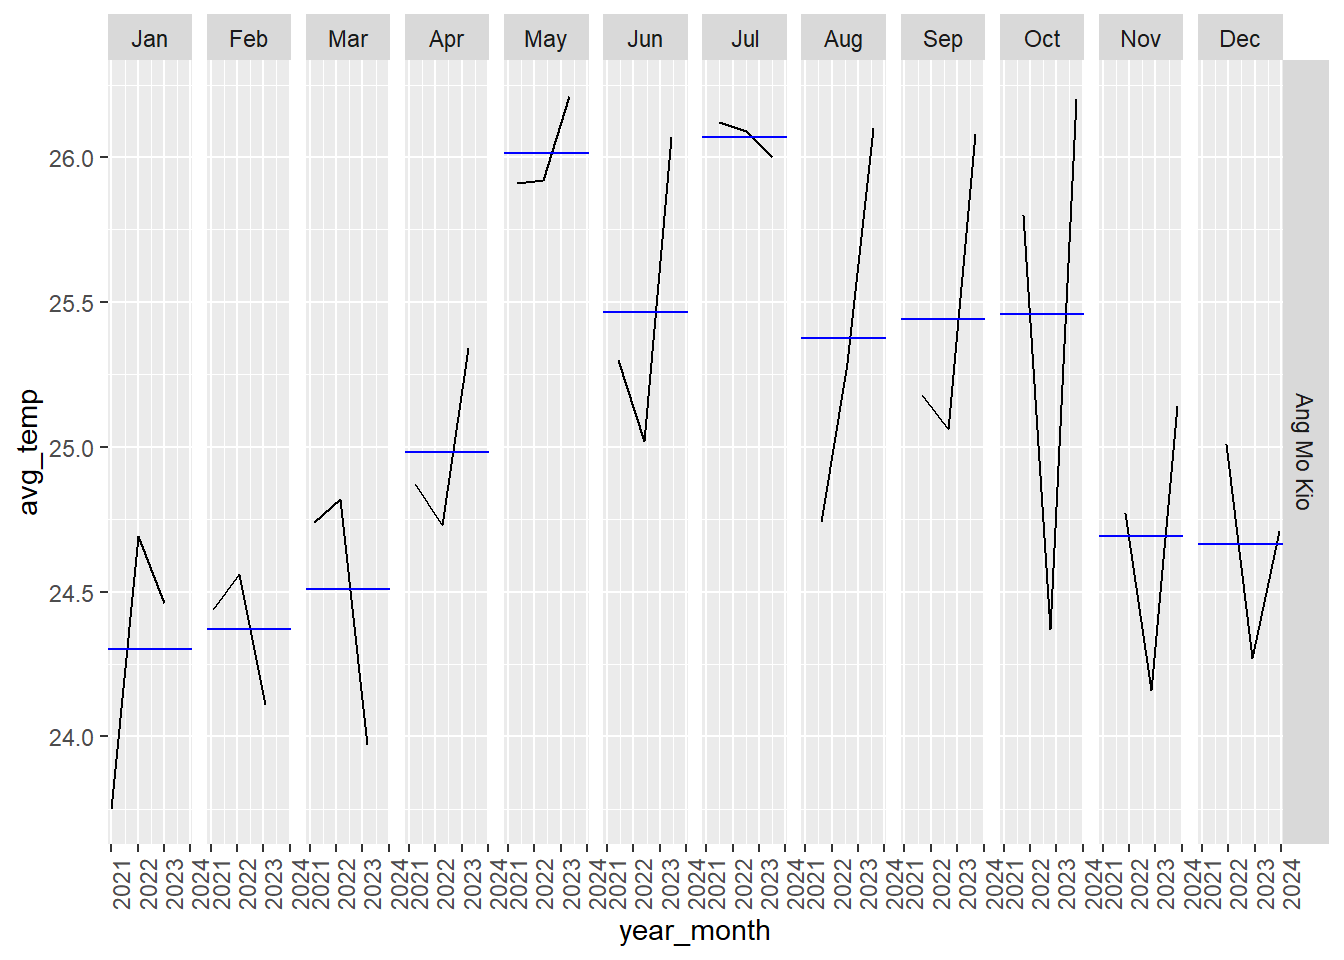 Jan Feb Mar Apr May Jun Jul Aug Sep Oct Nov Dec
26.0
25.5
25.0
24.5
24.0
avg_temp
Ang Mo Kio
2021 2022 2023 2024 2021 2022 2023 2024 2021 2022 2023 2024 2021 2022 2023 2024 2021 2022 2023 2024 2021 2022 2023 2024 2021 2022 2023 2024 2021 2022 2023 2024 2021 2022 2023 2024 2021 2022 2023 2024 2021 2022 2023 2024 2021 2022 2023 2024
year_month